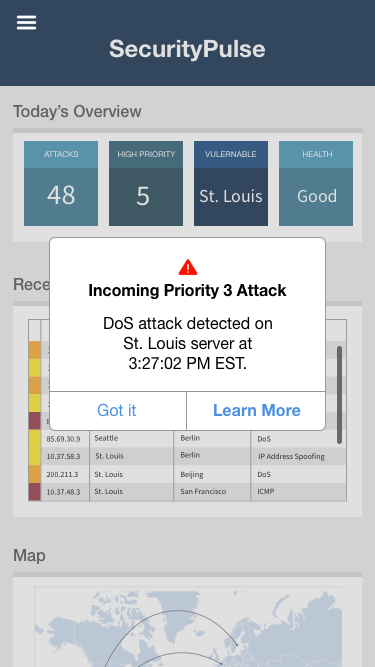 SecurityPulse
Today's Overview
ATTACKS HIGH PRIORITY VULERNABLE HEALTH
48 5 St. Louis Good
Incoming Priority 3 Attack
DoS attack detected on
St. Louis server at
3:27:02 PM EST.
Got it Learn More
Rece
85.69.30.9 Seattle Berlin DoS
10.37.58.3 St. Louis Berlin IP Address Spoofing
200.211.3 St. Louis Beijing DoS
10.37.48.3 St. Louis San Francisco ICMP
Map